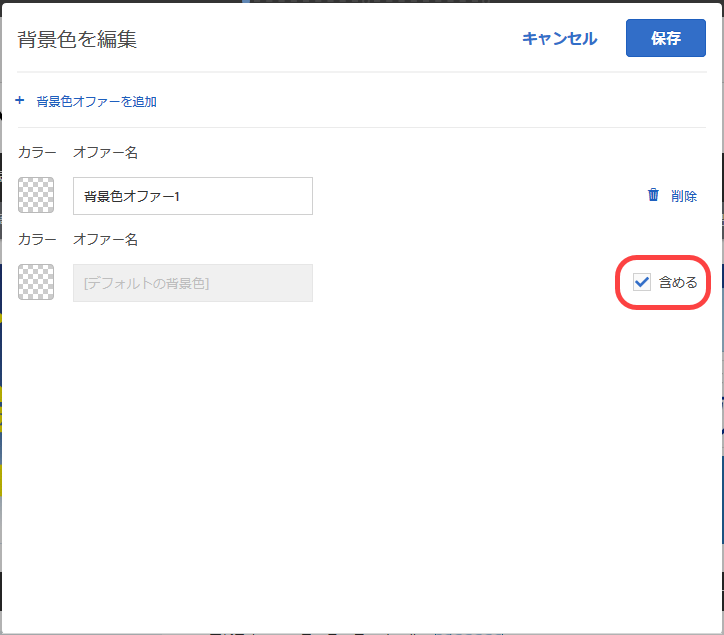 背景色を編集
キャンセル
保存
+ 背景色オファーを追加
カラー オファー名
背景色オファー1
削除
カラー オファー名
[デフォルトの背景色]
含める